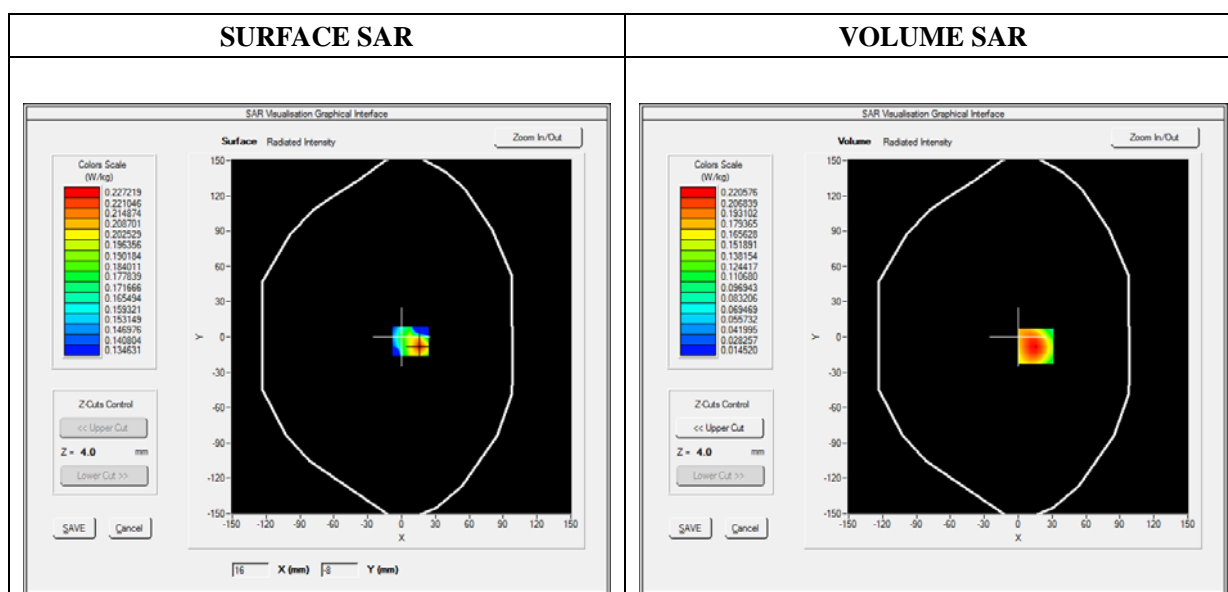 SURFACE SAR
VOLUME SAR
SAR Visualisation Graphical Interface
Surface Radiated Intensity
Zoom In/Out
Colors Scale
(W/kg)
0.227219
0.221046
0.214874
0.208701
0.202529
0.196356
0.190184
0.184011
0.177839
0.171666
0.165494
0.159321
0.153149
0.146976
0.140804
0.134631
Z-Cuts Control
<< Upper Cut
Z = 4.0 mm
Lower Cut >>
SAVE Cancel
150
120
90
60
30
0
-30
-60
-90
-120
-150
Y
-150 -120 -90 -60 -30 0 30 60 90 120 150
X
16 X (mm) -8 Y (mm)
SAR Visualisation Graphical Interface
Volume Radiated Intensity
Zoom In/Out
Colors Scale
(W/kg)
0.220576
0.206839
0.193102
0.179365
0.165628
0.151891
0.138154
0.124417
0.110680
0.096943
0.083206
0.069469
0.055732
0.041995
0.028257
0.014520
Z-Cuts Control
<< Upper Cut
Z = 4.0 mm
Lower Cut >>
SAVE Cancel
150
120
90
60
30
0
-30
-60
-90
-120
-150
Y
-150 -120 -90 -60 -30 0 30 60 90 120 150
X